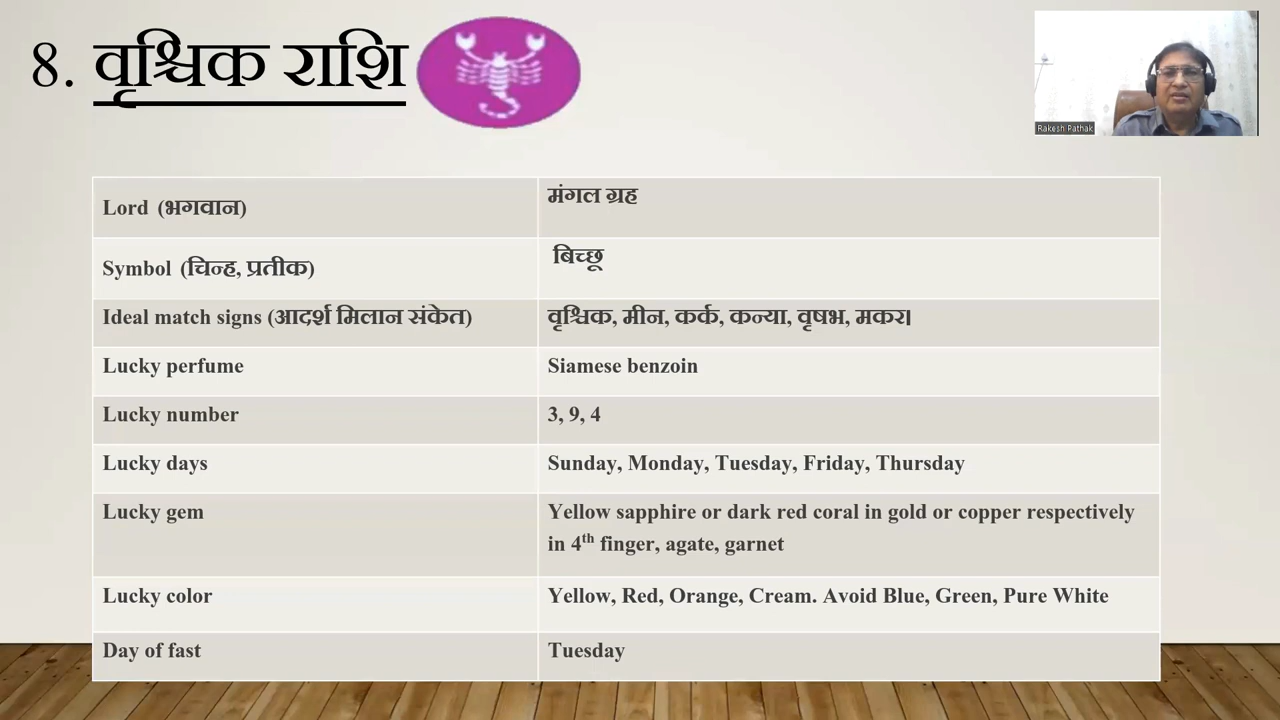 8. वृश्चिक राशि
Rakesh Pathak
Lord (भगवान)
मंगल ग्रह
Symbol (चिन्ह, प्रतीक)
बिच्छू
Ideal match signs (आदर्श मिलान संकेत)
वृश्चिक, मीन, कर्क, कन्या, वृषभ, मकर।
Lucky perfume
Siamese benzoin
Lucky number
3, 9, 4
Lucky days
Sunday, Monday, Tuesday, Friday, Thursday
Lucky gem
Yellow sapphire or dark red coral in gold or copper respectively
in 4th finger, agate, garnet
Lucky color
Yellow, Red, Orange, Cream. Avoid Blue, Green, Pure White
Day of fast
Tuesday